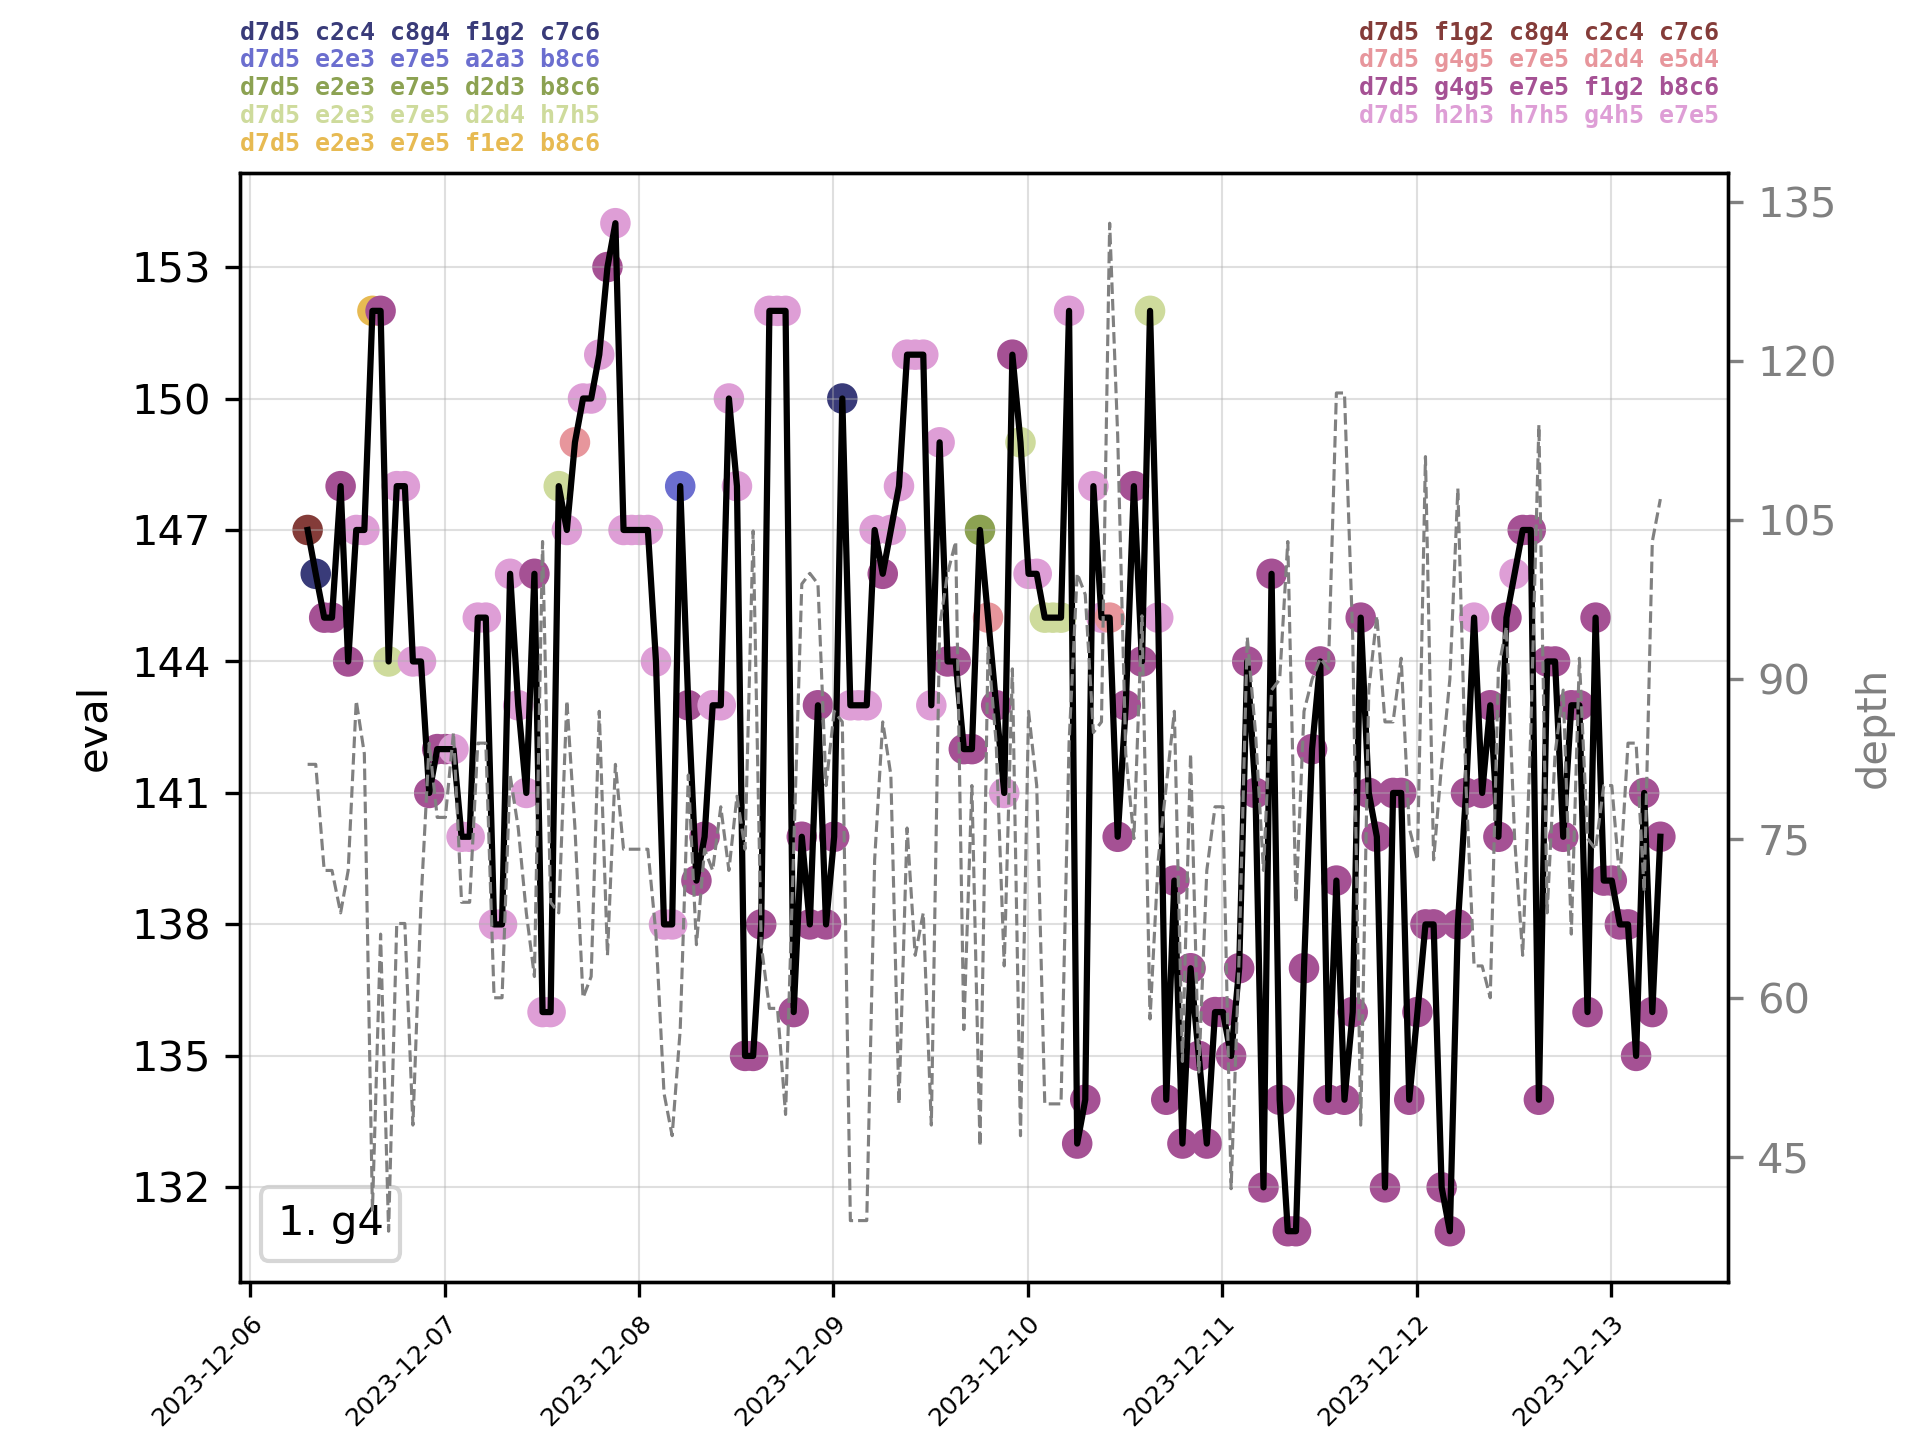 d7d5 c2c4 c8g4 f1g2 c7c6
d7d5 e2e3 e7e5 a2a3 b8c6
d7d5 e2e3 e7e5 d2d3 b8c6
d7d5 e2e3 e7e5 d2d4 h7h5
d7d5 e2e3 e7e5 f1e2 b8c6
d7d5 f1g2 c8g4 c2c4 c7c6
d7d5 g4g5 e7e5 d2d4 e5d4
d7d5 g4g5 e7e5 f1g2 b8c6
d7d5 h2h3 h7h5 g4h5 e7e5
eval
153
150
147
144
141
138
135
132
135
120
105
90
75
60
45
depth
1. g4
2023-12-06
2023-12-07
2023-12-08
2023-12-09
2023-12-10
2023-12-11
2023-12-12
2023-12-13